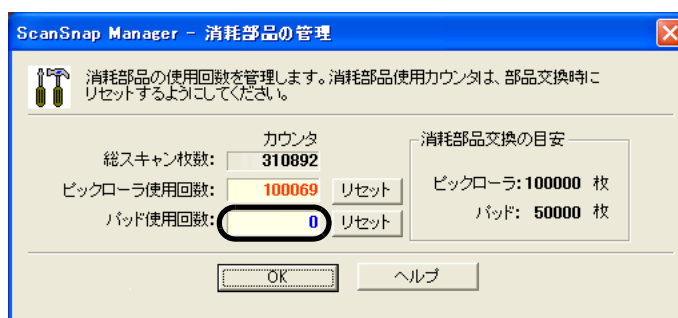 ScanSnap Manager - 消耗部品の管理
消耗部品の使用回数を管理します。消耗部品使用カウンタは、部品交換時に
リセットするようにしてください。
カウンタ
総スキャン枚数: 310892
ピックローラ使用回数: 100069 リセット
パッド使用回数: 0 リセット
消耗部品交換の目安
ピックローラ: 100000 枚
パッド: 50000 枚
OK ヘルプ